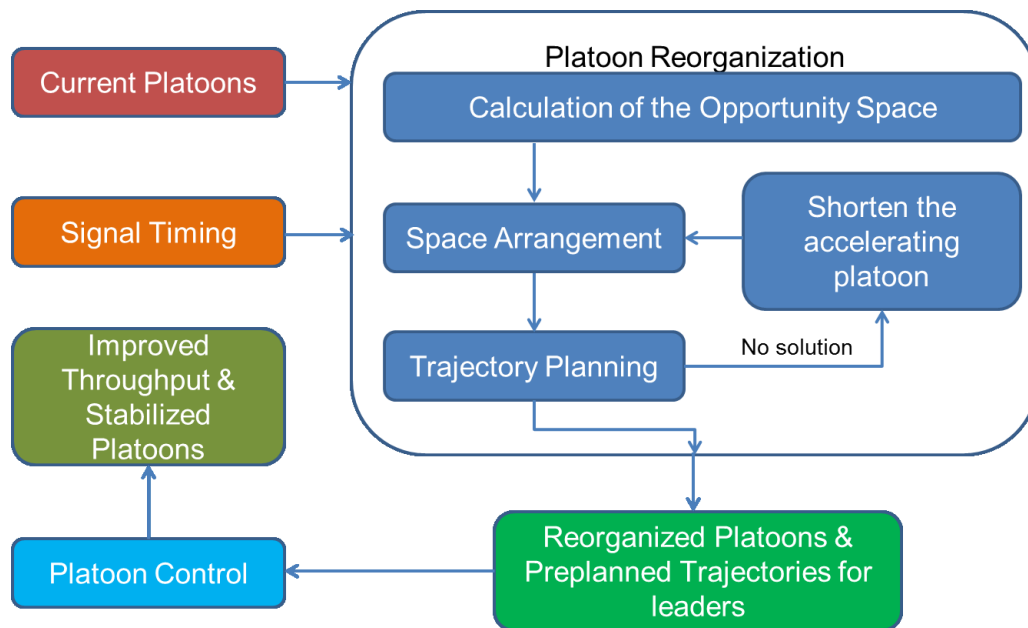 Platoon Reorganization
Current Platoons
Calculation of the Opportunity Space
Signal Timing
Space Arrangement
Shorten the
accelerating
platoon
Trajectory Planning
No solution
Improved
Throughput &
Stabilized
Platoons
Platoon Control
Reorganized Platoons &
Preplanned Trajectories for
leaders